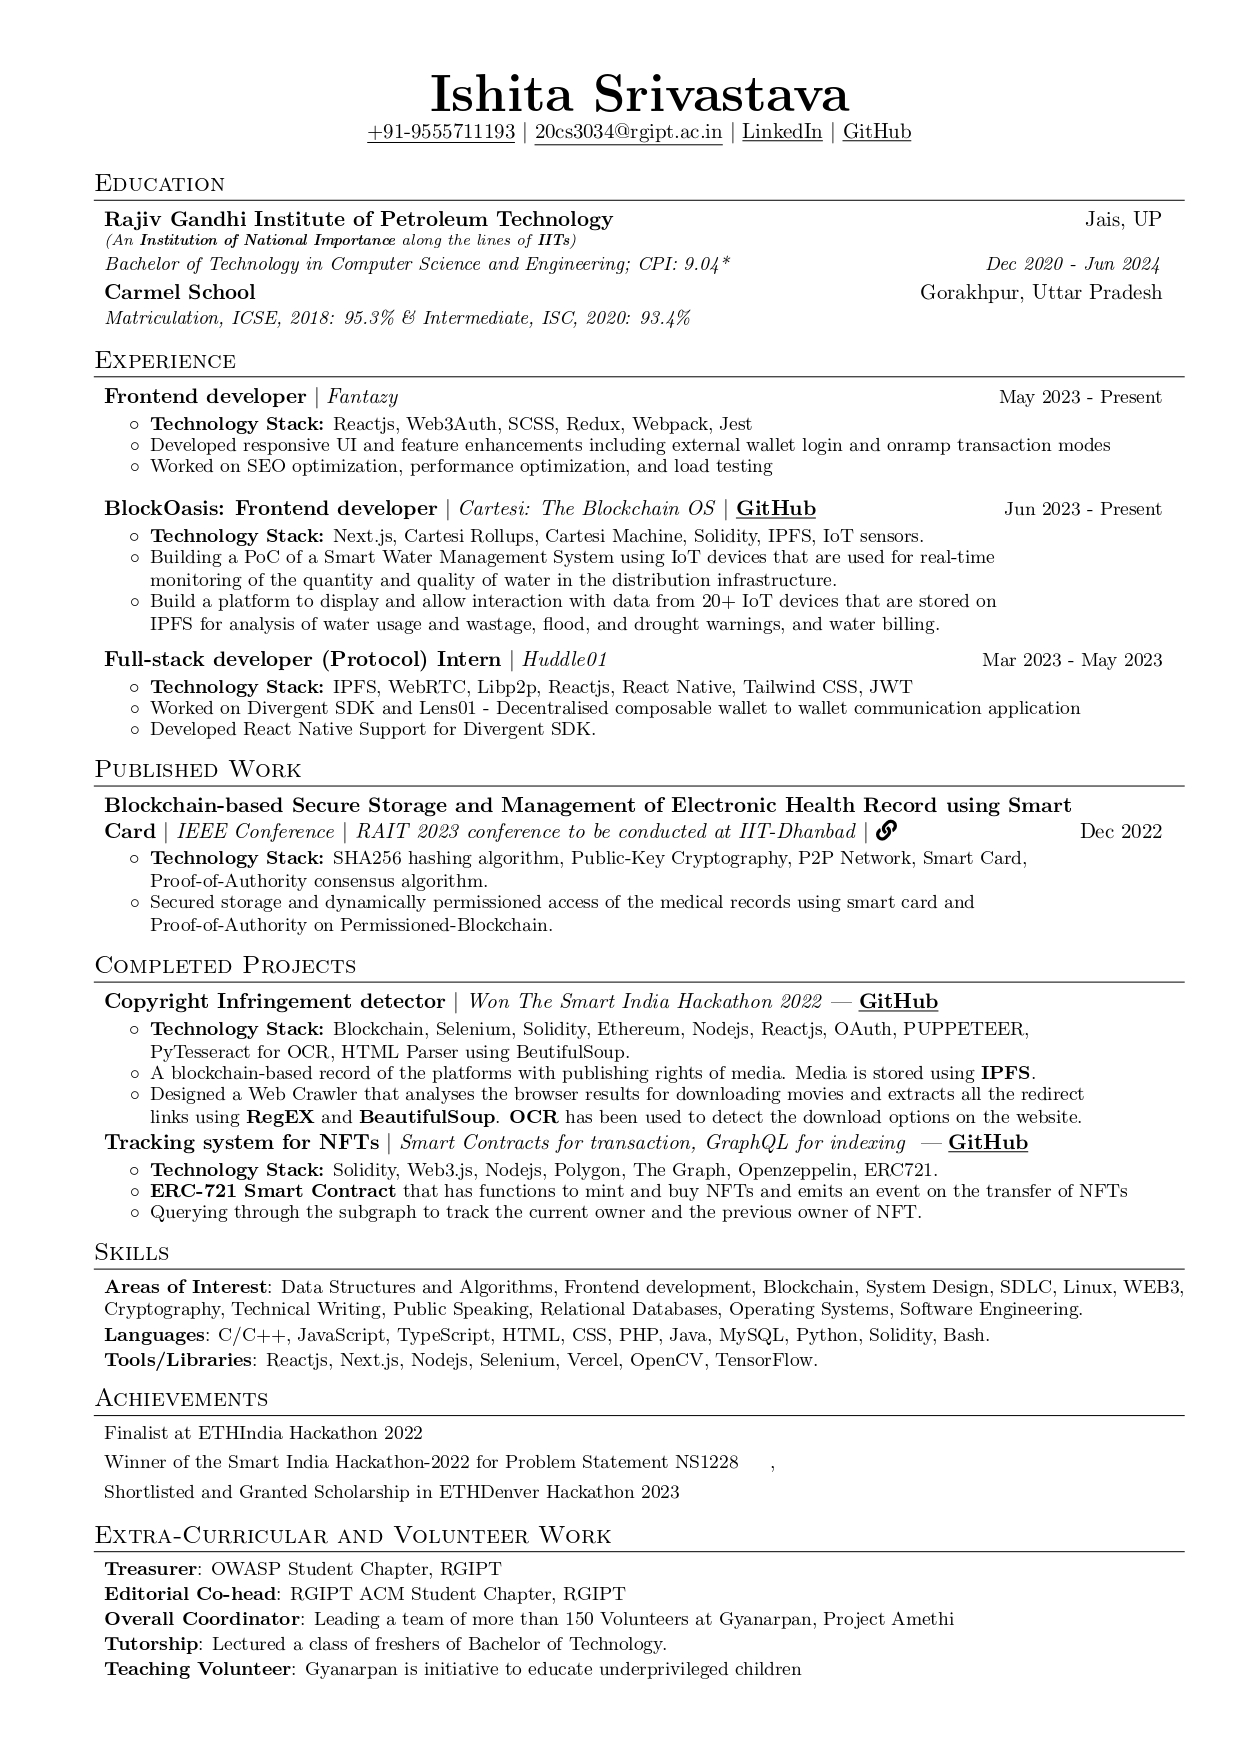 Ishita Srivastava
+91-9555711193 | 20cs3034@rgipt.ac.in | LinkedIn | GitHub
Education
Rajiv Gandhi Institute of Petroleum Technology Jais, UP
(An Institution of National Importance along the lines of IITs)
Bachelor of Technology in Computer Science and Engineering; CPI: 9.04* Dec 2020 - Jun 2024
Carmel School Gorakhpur, Uttar Pradesh
Matriculation, ICSE, 2018: 95.3% & Intermediate, ISC, 2020: 93.4%
Experience
Frontend developer | Fantazy May 2023 - Present
○ Technology Stack: Reactjs, Web3Auth, SCSS, Redux, Webpack, Jest
○ Developed responsive UI and feature enhancements including external wallet login and onramp transaction modes
○ Worked on SEO optimization, performance optimization, and load testing
BlockOasis: Frontend developer | Cartesi: The Blockchain OS | GitHub Jun 2023 - Present
○ Technology Stack: Next.js, Cartesi Rollups, Cartesi Machine, Solidity, IPFS, IoT sensors.
○ Building a PoC of a Smart Water Management System using IoT devices that are used for real-time
monitoring of the quantity and quality of water in the distribution infrastructure.
○ Build a platform to display and allow interaction with data from 20+ IoT devices that are stored on
IPFS for analysis of water usage and wastage, flood, and drought warnings, and water billing.
Full-stack developer (Protocol) Intern | Huddle01 Mar 2023 - May 2023
○ Technology Stack: IPFS, WebRTC, Libp2p, Reactjs, React Native, Tailwind CSS, JWT
○ Worked on Divergent SDK and Lens01 - Decentralised composable wallet to wallet communication application
○ Developed React Native Support for Divergent SDK.
Published Work
Blockchain-based Secure Storage and Management of Electronic Health Record using Smart
Card | IEEE Conference | RAIT 2023 conference to be conducted at IIT-Dhanbad | Dec 2022
○ Technology Stack: SHA256 hashing algorithm, Public-Key Cryptography, P2P Network, Smart Card,
Proof-of-Authority consensus algorithm.
○ Secured storage and dynamically permissioned access of the medical records using smart card and
Proof-of-Authority on Permissioned-Blockchain.
Completed Projects
Copyright Infringement detector | Won The Smart India Hackathon 2022 — GitHub
○ Technology Stack: Blockchain, Selenium, Solidity, Ethereum, Nodejs, Reactjs, OAuth, PUPPETEER,
PyTesseract for OCR, HTML Parser using BeutifulSoup.
○ A blockchain-based record of the platforms with publishing rights of media. Media is stored using IPFS.
○ Designed a Web Crawler that analyses the browser results for downloading movies and extracts all the redirect
links using RegEX and BeautifulSoup. OCR has been used to detect the download options on the website.
Tracking system for NFTs | Smart Contracts for transaction, GraphQL for indexing — GitHub
○ Technology Stack: Solidity, Web3.js, Nodejs, Polygon, The Graph, Openzeppelin, ERC721.
○ ERC-721 Smart Contract that has functions to mint and buy NFTs and emits an event on the transfer of NFTs
○ Querying through the subgraph to track the current owner and the previous owner of NFT.
Skills
Areas of Interest: Data Structures and Algorithms, Frontend development, Blockchain, System Design, SDLC, Linux, WEB3,
Cryptography, Technical Writing, Public Speaking, Relational Databases, Operating Systems, Software Engineering.
Languages: C/C++, JavaScript, TypeScript, HTML, CSS, PHP, Java, MySQL, Python, Solidity, Bash.
Tools/Libraries: Reactjs, Next.js, Nodejs, Selenium, Vercel, OpenCV, TensorFlow.
Achievements
Finalist at ETHIndia Hackathon 2022
Winner of the Smart India Hackathon-2022 for Problem Statement NS1228 ,
Shortlisted and Granted Scholarship in ETHDenver Hackathon 2023
Extra-Curricular and Volunteer Work
Treasurer: OWASP Student Chapter, RGIPT
Editorial Co-head: RGIPT ACM Student Chapter, RGIPT
Overall Coordinator: Leading a team of more than 150 Volunteers at Gyanarpan, Project Amethi
Tutorship: Lectured a class of freshers of Bachelor of Technology.
Teaching Volunteer: Gyanarpan is initiative to educate underprivileged children